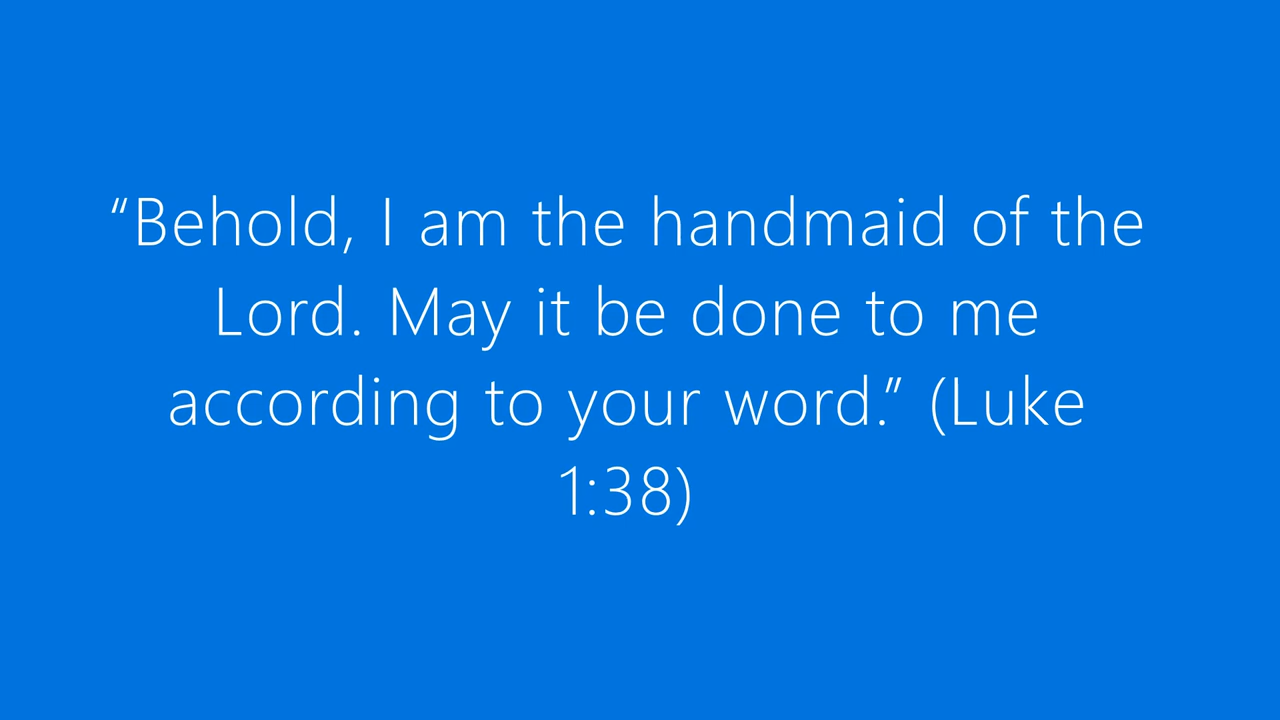 “Behold, I am the handmaid of the
Lord. May it be done to me
according to your word.” (Luke
1:38)